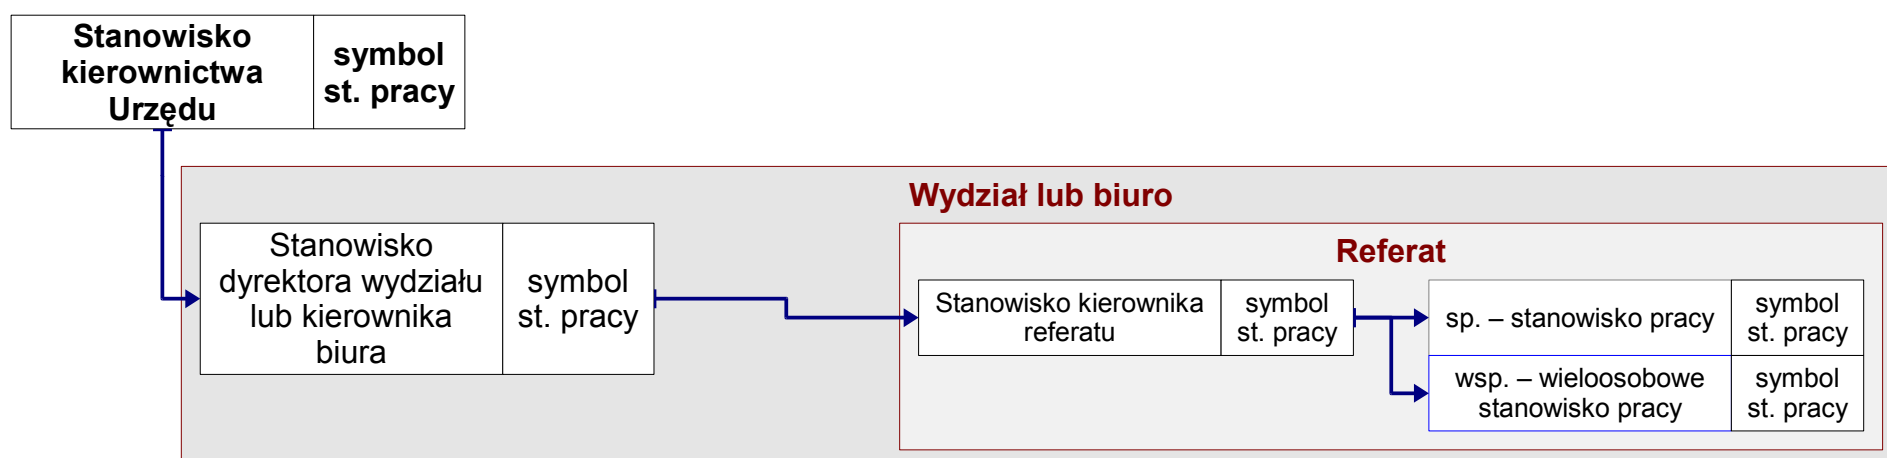 Stanowisko
kierownictwa
Urzędu
symbol
st. pracy
Wydział lub biuro
Stanowisko
dyrektora wydziału
lub kierownika
biura
symbol
st. pracy
Referat
Stanowisko kierownika
referatu
symbol
st. pracy
sp. – stanowisko pracy
symbol
st. pracy
wsp. – wieloosobowe
stanowisko pracy
symbol
st. pracy